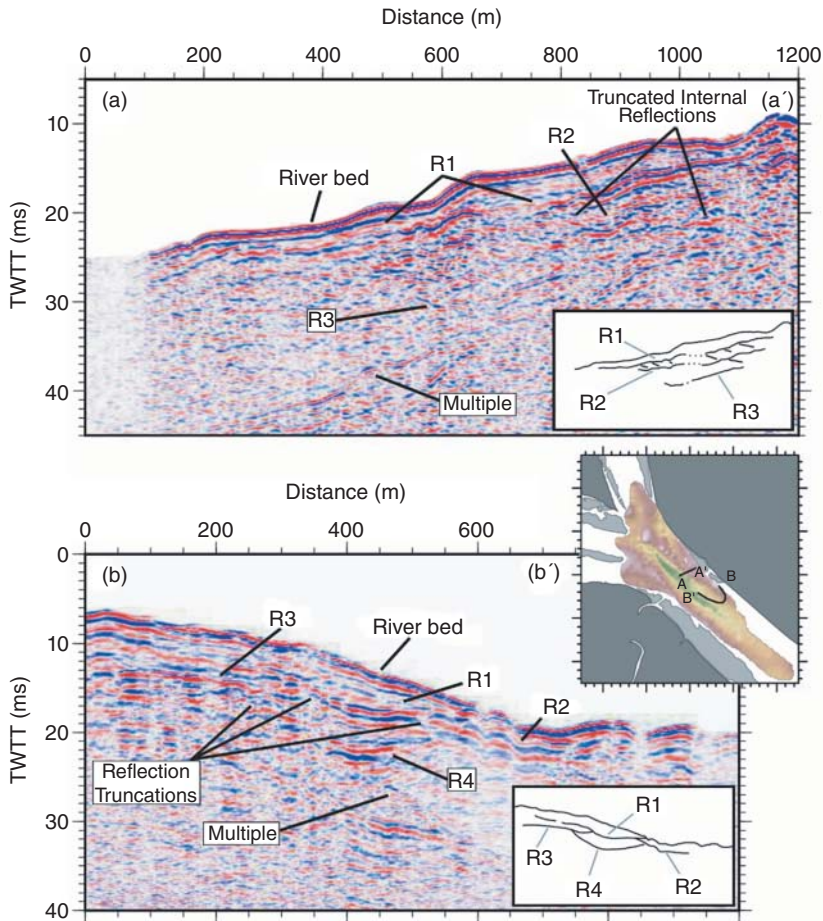 Distance (m)
0 200 400 600 800 1000 1200
(a) (a´)
Truncated Internal
Reflections
R2
R1
River bed
10
20
30
40
TWTT (ms)
R3
Multiple
R1
R2
R3
Distance (m)
0 200 400 600
(b) (b´)
A'
A
B
B'
R3
River bed
R1
R2
0
10
20
30
40
TWTT (ms)
Reflection
Truncations
R4
Multiple
R1
R3
R4
R2